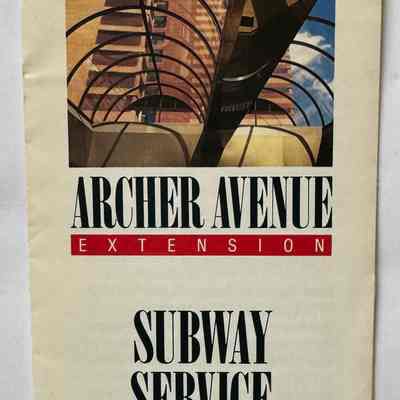 ARCHER AVENUE
EXTENSION
SUBWAY
SERVICE